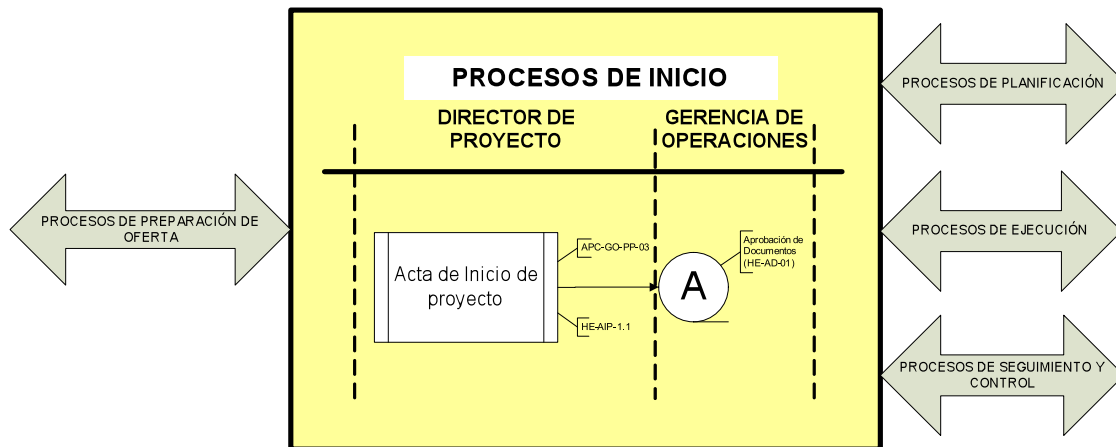 PROCESOS DE INICIO
DIRECTOR DE
PROYECTO
GERENCIA DE
OPERACIONES
PROCESOS DE PREPARACIÓN DE
OFERTA
Acta de Inicio de
proyecto
APC-GO-PP-03
HE-AIP-1.1
A
Aprobación de
Documentos
(HE-AD-01)
PROCESOS DE PLANIFICACIÓN
PROCESOS DE EJECUCIÓN
PROCESOS DE SEGUIMIENTO Y
CONTROL